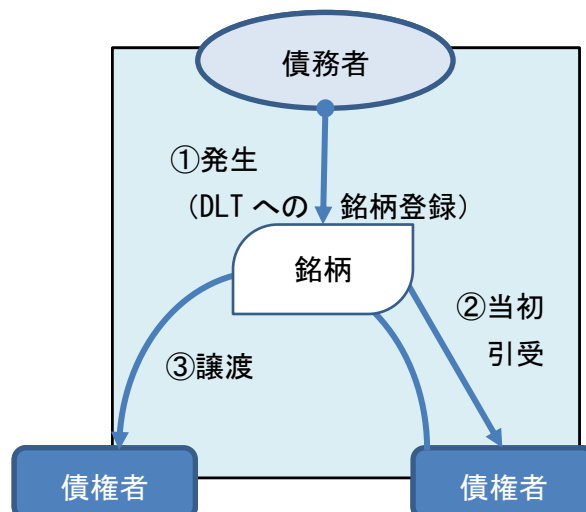 債務者
①発生
（DLT への 銘柄登録）
銘柄
②当初
引受
③譲渡
債権者
債権者